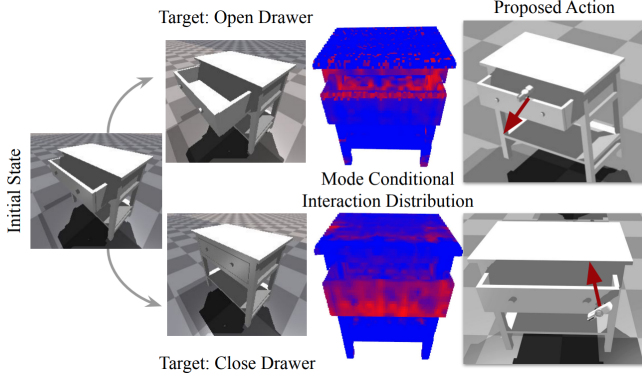 Target: Open Drawer
Proposed Action
Initial State
Mode Conditional
Interaction Distribution
Target: Close Drawer